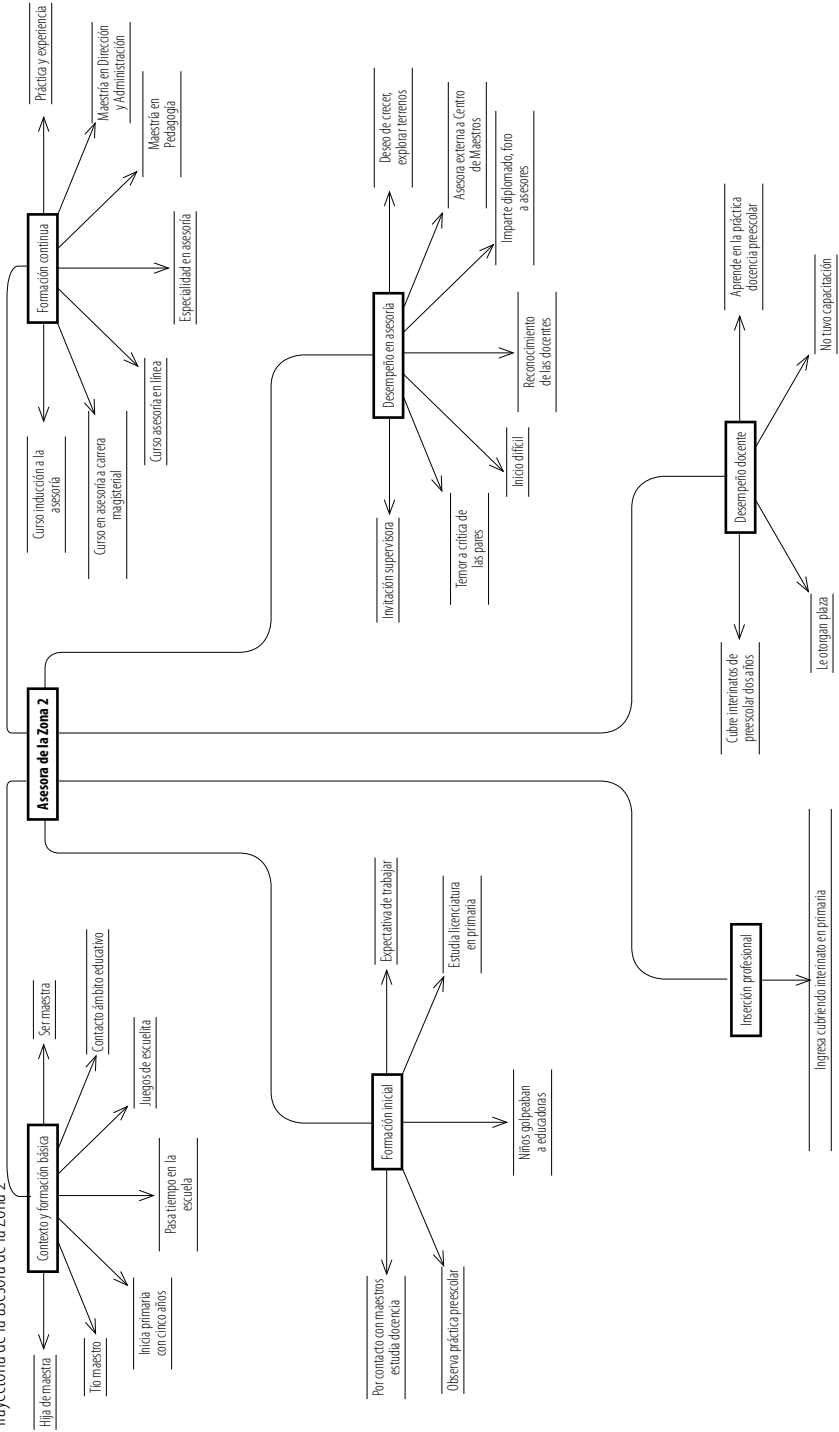 Trayectoria de la asesora de la Zona 2
Asesora de la Zona 2
Contexto y formación básica
Hija de maestra
Tío maestro
Inicia primaria
con cinco años
Pasa tiempo en la
escuela
Juegos de escuelita
Contacto ámbito educativo
Ser maestra
Formación inicial
Por contacto con maestros
estudia docencia
Observa práctica preescolar
Niños golpeaban
a educadoras
Estudia licenciatura
en primaria
Expectativa de trabajar
Inserción profesional
Ingresa cubriendo interinato en primaria
Desempeño docente
Cubre interinatos de
preescolar dos años
Le otorgan plaza
No tuvo capacitación
Aprende en la práctica
docencia preescolar
Desempeño en asesoría
Invitación supervisora
Temor a crítica de
las pares
Inicio difícil
Reconocimiento
de las docentes
Imparte diplomado, foro
a asesores
Asesora externa a Centro
de Maestros
Deseo de crecer,
explorar terrenos
Formación continua
Curso inducción a la
asesoría
Curso en asesoría a carrera
magisterial
Curso asesoría en línea
Especialidad en asesoría
Maestría en
Pedagogía
Maestría en Dirección
y Administración
Práctica y experiencia